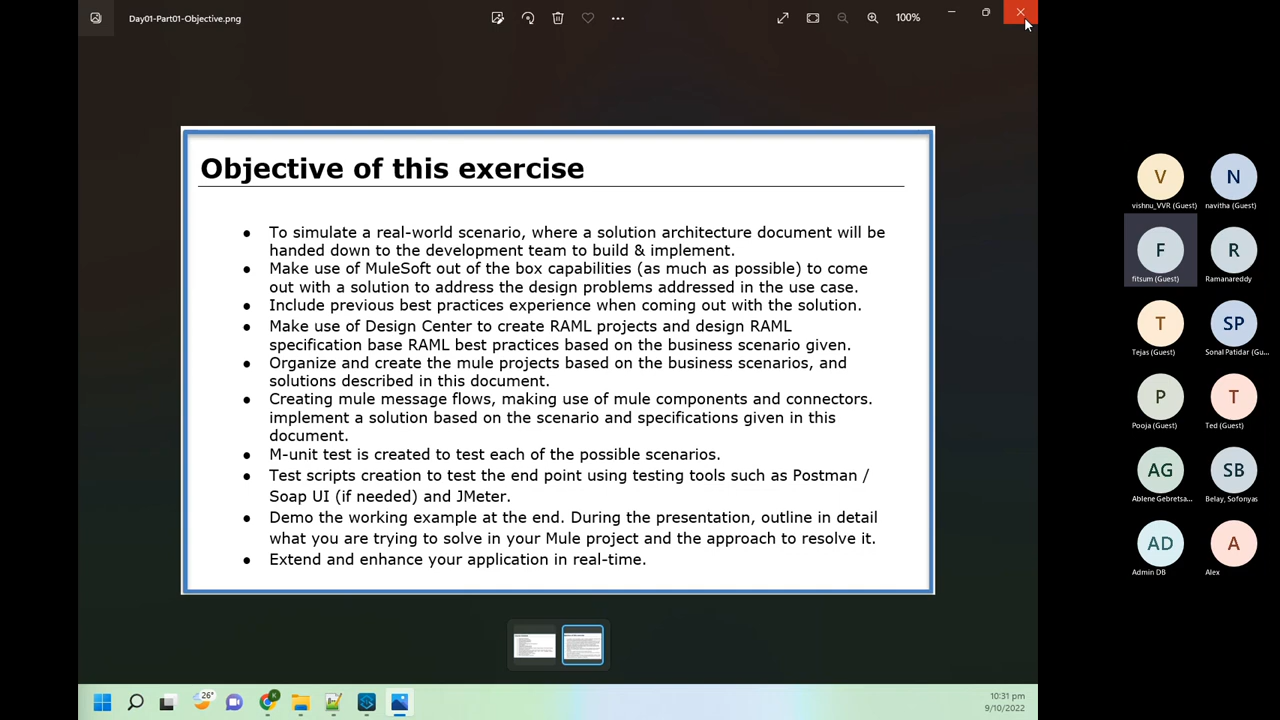 Day01-Part01-Objective.png
100%
Objective of this exercise
● To simulate a real-world scenario, where a solution architecture document will be
handed down to the development team to build & implement.
● Make use of MuleSoft out of the box capabilities (as much as possible) to come
out with a solution to address the design problems addressed in the use case.
● Include previous best practices experience when coming out with the solution.
● Make use of Design Center to create RAML projects and design RAML
specification base RAML best practices based on the business scenario given.
● Organize and create the mule projects based on the business scenarios, and
solutions described in this document.
● Creating mule message flows, making use of mule components and connectors.
implement a solution based on the scenario and specifications given in this
document.
● M-unit test is created to test each of the possible scenarios.
● Test scripts creation to test the end point using testing tools such as Postman /
Soap UI (if needed) and JMeter.
● Demo the working example at the end. During the presentation, outline in detail
what you are trying to solve in your Mule project and the approach to resolve it.
● Extend and enhance your application in real-time.
V N
vishnu_VVR (Guest) navitha (Guest)
F R
fitsum (Guest) Ramanareddy
T SP
Tejas (Guest) Sonal Patidar (Gu...
P T
Pooja (Guest) Ted (Guest)
AG SB
Ablene Gebretsa... Belay, Sofonyas
AD A
Admin DB Alex
26°
K
10:31 pm
9/10/2022